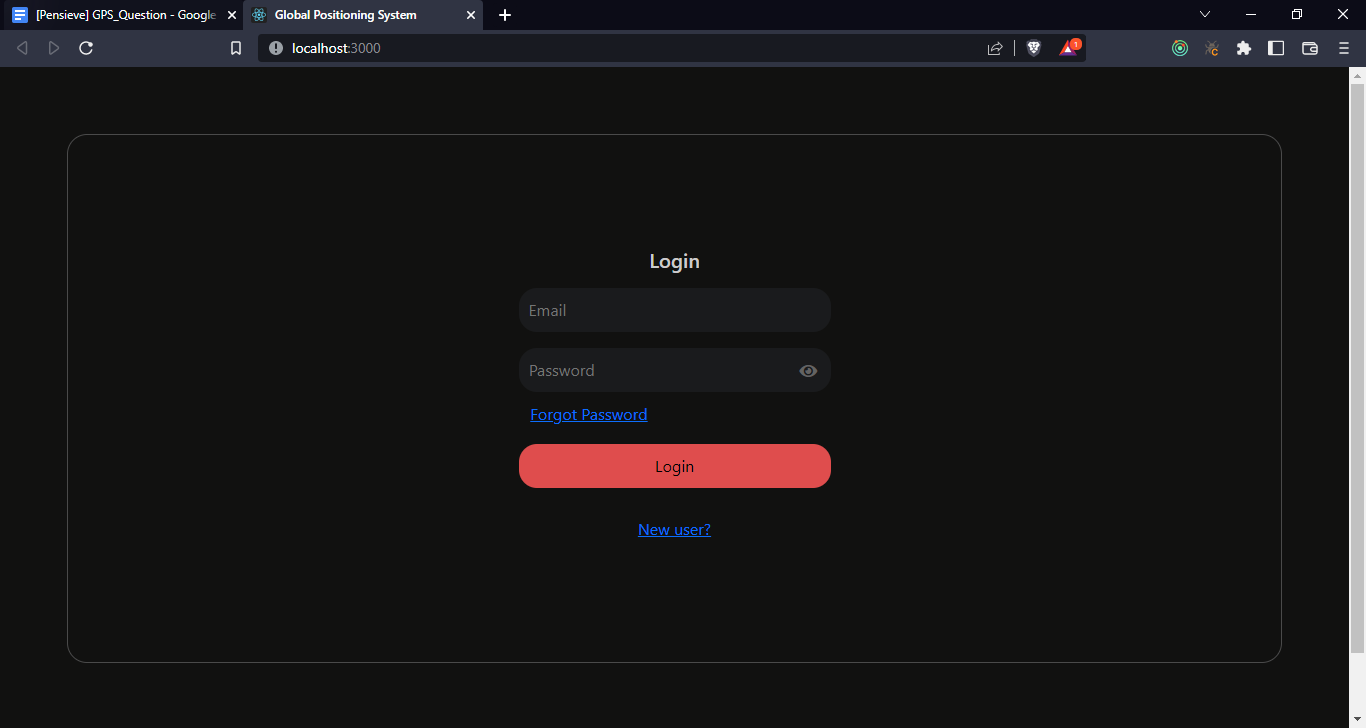 [Pensieve] GPS_Question - Google
Global Positioning System
localhost:3000
1
C
Login
Email
Password
Forgot Password
Login
New user?